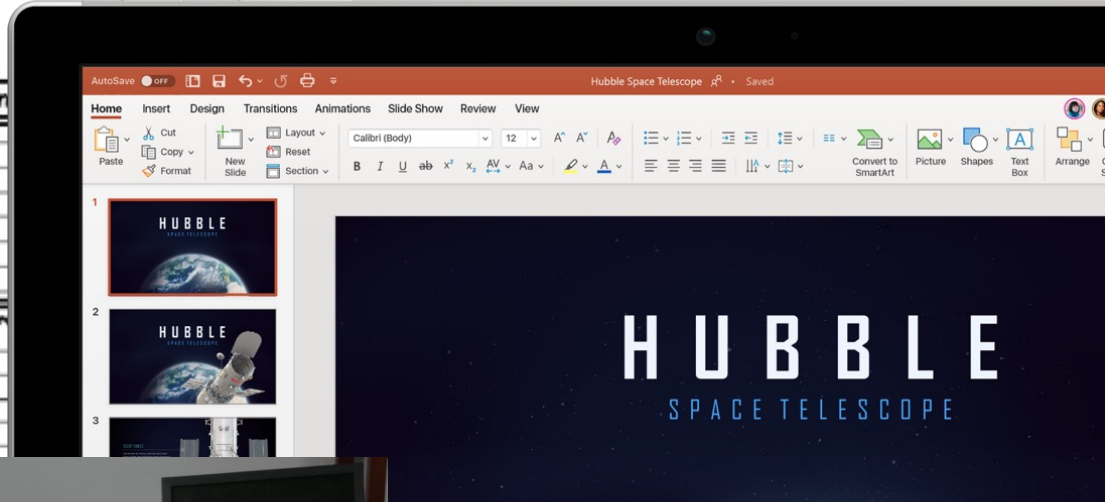 AutoSave OFF Hubble Space Telescope • Saved
Home Insert Design Transitions Animations Slide Show Review View
Paste
Cut
Copy
Format
New
Slide
Layout
Reset
Section
Calibri (Body) 12
B I U ab x² x₂ AV Aa A
Convert to
SmartArt
Picture
Shapes
Text
Box
Arrange
1
HUBBLE
SPACE TELESCOPE
2
HUBBLE
SPACE TELESCOPE
3
HUBBLE
SPACE TELESCOPE